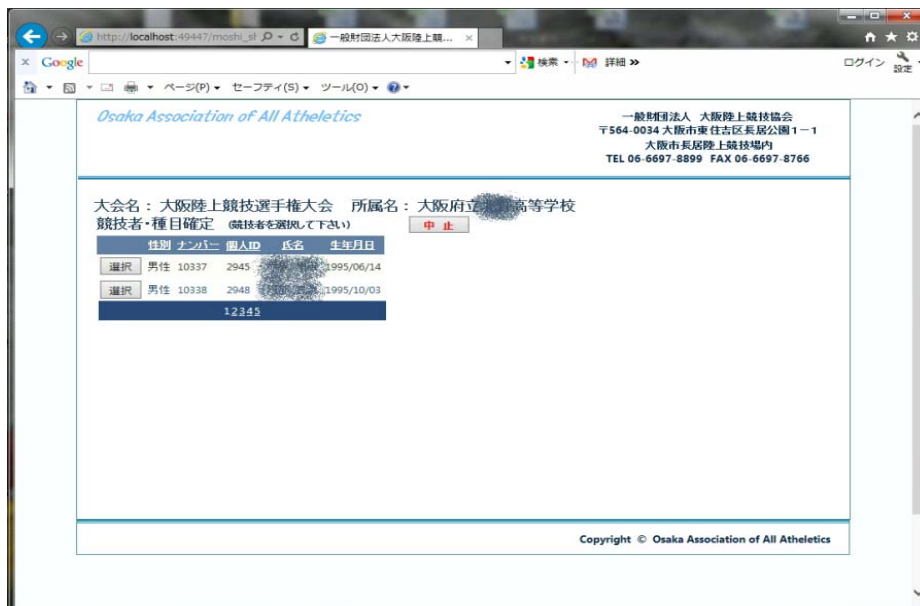 http://localhost:49447/moshi_sl
一般財団法人大阪陸上競...
Google
検索
詳細
ログイン
設定
ページ(P)
セーフティ(S)
ツール(O)
Osaka Association of All Atheletics
一般財団法人 大阪陸上競技協会
〒564-0034 大阪市東住吉区長居公園1-1
大阪市長居陸上競技場内
TEL 06-6697-8899 FAX 06-6697-8766
大会名: 大阪陸上競技選手権大会 所属名: 大阪府立 高等学校
競技者・種目確定 (競技者を選択して下さい) 中止
性別 ナンバー 個人ID 氏名 生年月日
選択 男性 10337 2945 1995/06/14
選択 男性 10338 2948 1995/10/03
12345
Copyright © Osaka Association of All Atheletics